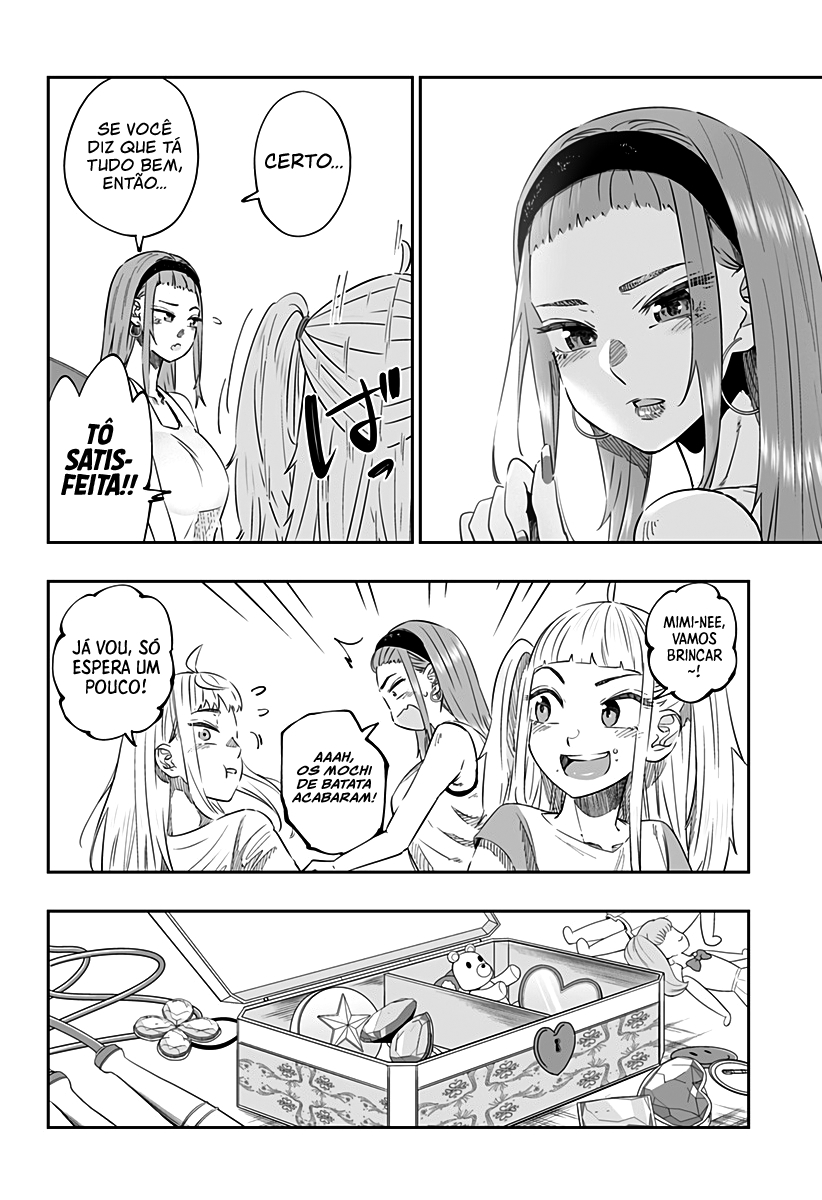 CERTO...
SE VOCÊ
DIZ QUE TÁ
TUDO BEM,
ENTÃO...
ばっ
TÔ
SATIS-
FEITA!!
MIMI-NEE,
VAMOS
BRINCAR
~!
AAAH,
OS MOCHI
DE BATATA
ACABARAM!
JÁ VOU, SÓ
ESPERA UM
POUCO!